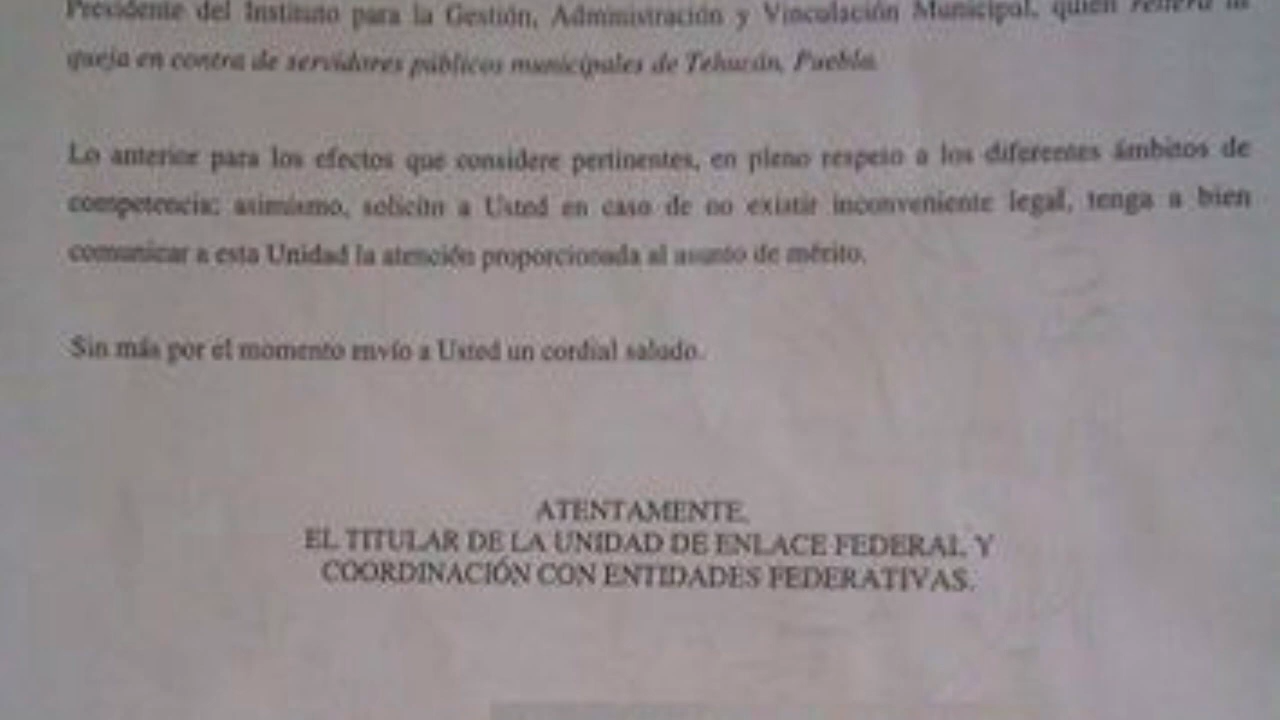 Presidente del Instituto para la Gestión, Administración y Vinculación Municipal, quien reitera la
queja en contra de servidores públicos municipales de Tehuacán, Puebla.
Lo anterior para los efectos que considere pertinentes, en pleno respeto a los diferentes ámbitos de
competencia; asimismo, solicito a Usted en caso de no existir inconveniente legal, tenga a bien
comunicar a esta Unidad la atención proporcionada al asunto de mérito.
Sin más por el momento envío a Usted un cordial saludo.
ATENTAMENTE.
EL TITULAR DE LA UNIDAD DE ENLACE FEDERAL Y
COORDINACIÓN CON ENTIDADES FEDERATIVAS.